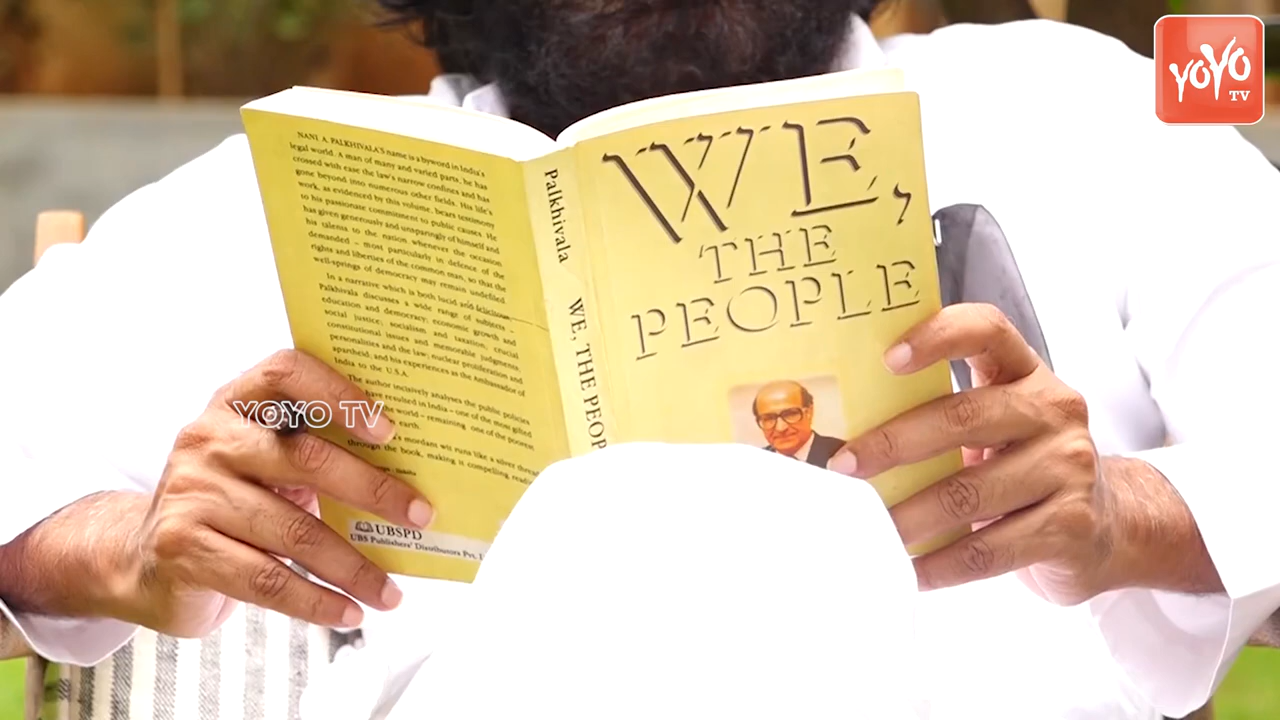 YOYO
TV
NANI A. PALKHIVALA'S name is a byword in India's
legal world. A man of many and varied parts, he has
crossed with ease the law's narrow confines and has
gone beyond into numerous other fields. His life's
work, as evidenced by this volume, bears testimony
to his passionate commitment to public causes. He
has given generously and unsparingly of himself and
his talents to the nation whenever the occasion
demanded – most particularly in defence of the
rights and liberties of the common man, so that the
well-springs of democracy may remain undefiled.
In a narrative which is both lucid and felicitous,
Palkhivala discusses a wide range of subjects –
education and democracy; economic growth and
social justice; socialism and taxation; crucial
constitutional issues and memorable judgments,
personalities and the law; nuclear proliferation and
apartheid; and his experiences as the Ambassador of
India to the U.S.A.
The author incisively analyses the public policies
have resulted in India – one of the most gifted
world – remaining one of the poorest
earth.
's mordant wit runs like a silver thread
through the book, making it compelling
UBSPD
UBS Publishers' Distributors Pvt.
Palkhivala WE, THE PEOP
WE,
THE
PEOPLE
YOYO TV